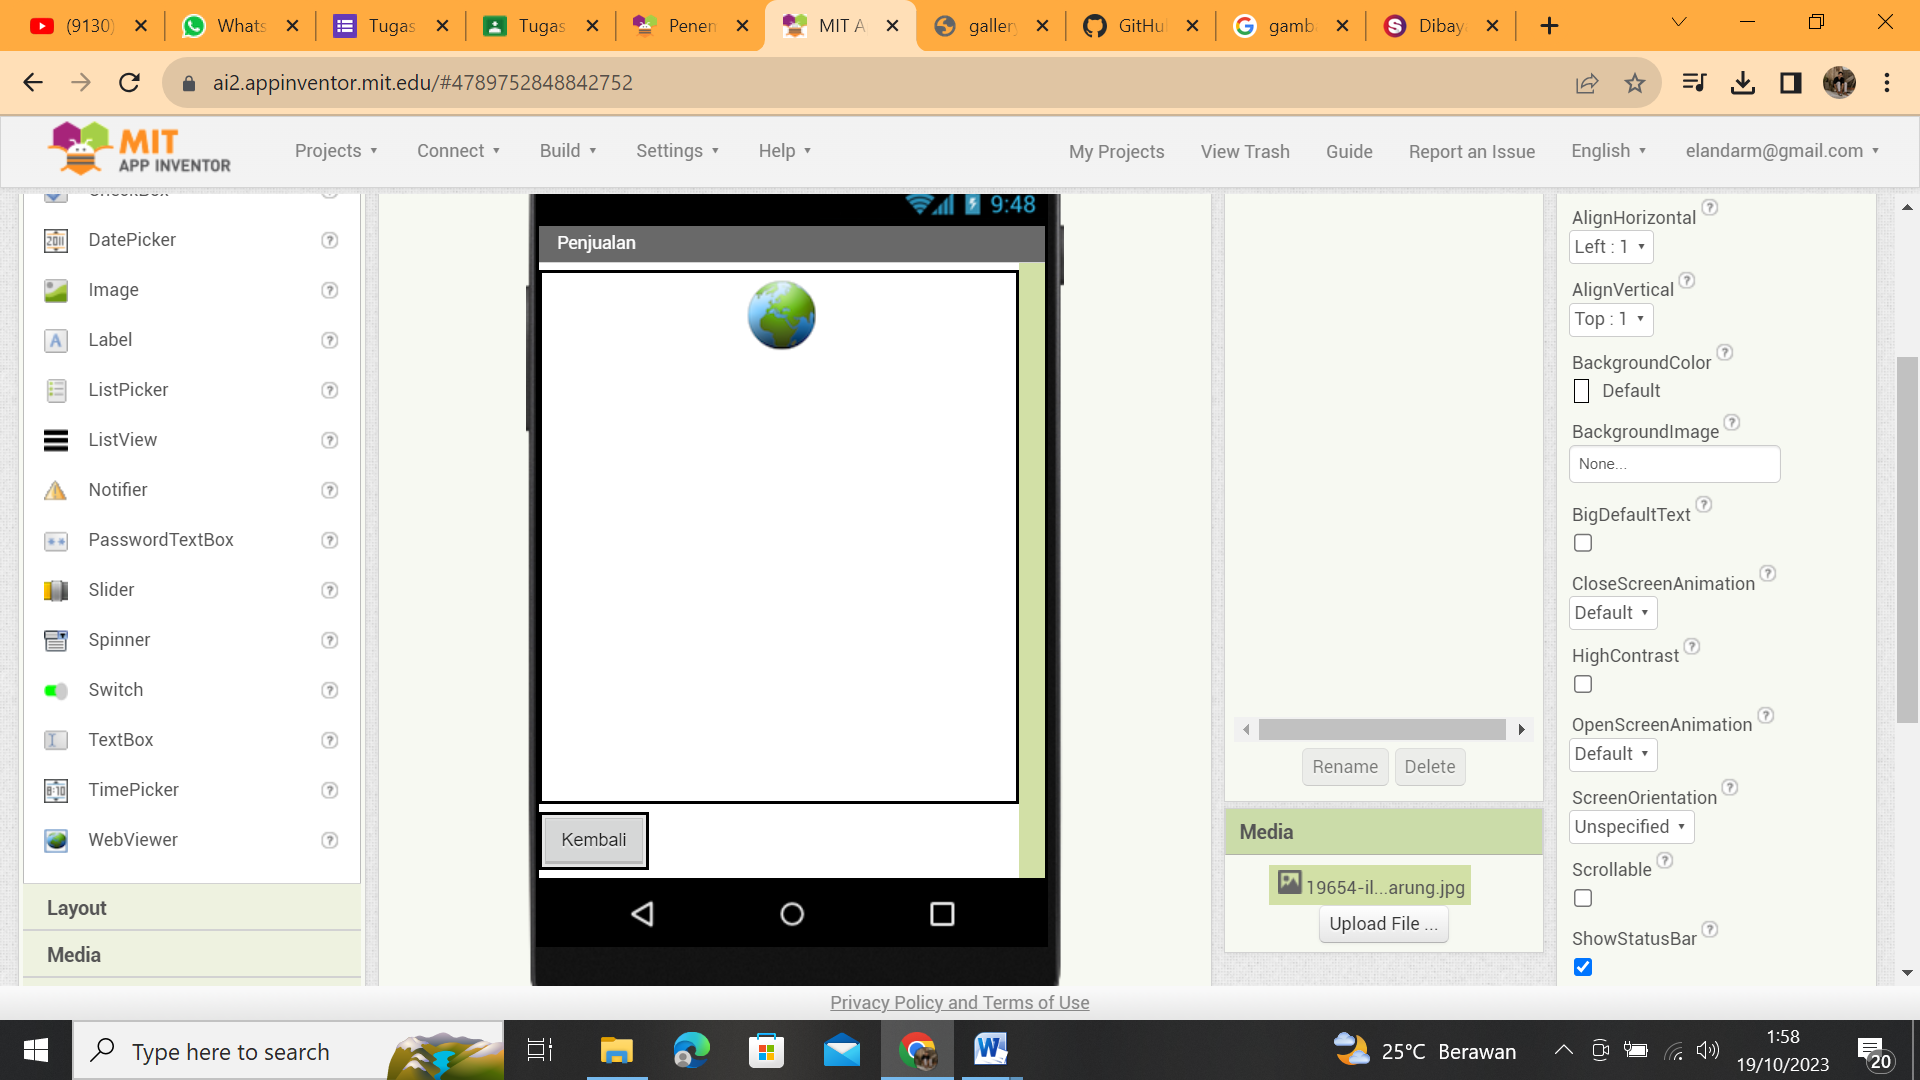 (9130)
Whats
Tugas
Tugas
Penem
MIT A
gallery
GitHu
gamb
Dibay
ai2.appinventor.mit.edu/#4789752848842752
MIT
APP INVENTOR
Projects
Connect
Build
Settings
Help
My Projects
View Trash
Guide
Report an Issue
English
elandarm@gmail.com
CheckBox
DatePicker
Image
Label
ListPicker
ListView
Notifier
PasswordTextBox
Slider
Spinner
Switch
TextBox
TimePicker
WebViewer
Layout
Media
9:48
Penjualan
Kembali
Rename
Delete
Media
19654-il...arung.jpg
Upload File ...
AlignHorizontal
Left : 1
AlignVertical
Top : 1
BackgroundColor
Default
BackgroundImage
None...
BigDefaultText
CloseScreenAnimation
Default
HighContrast
OpenScreenAnimation
Default
ScreenOrientation
Unspecified
Scrollable
ShowStatusBar
Privacy Policy and Terms of Use
Type here to search
25°C Berawan
1:58
19/10/2023
20